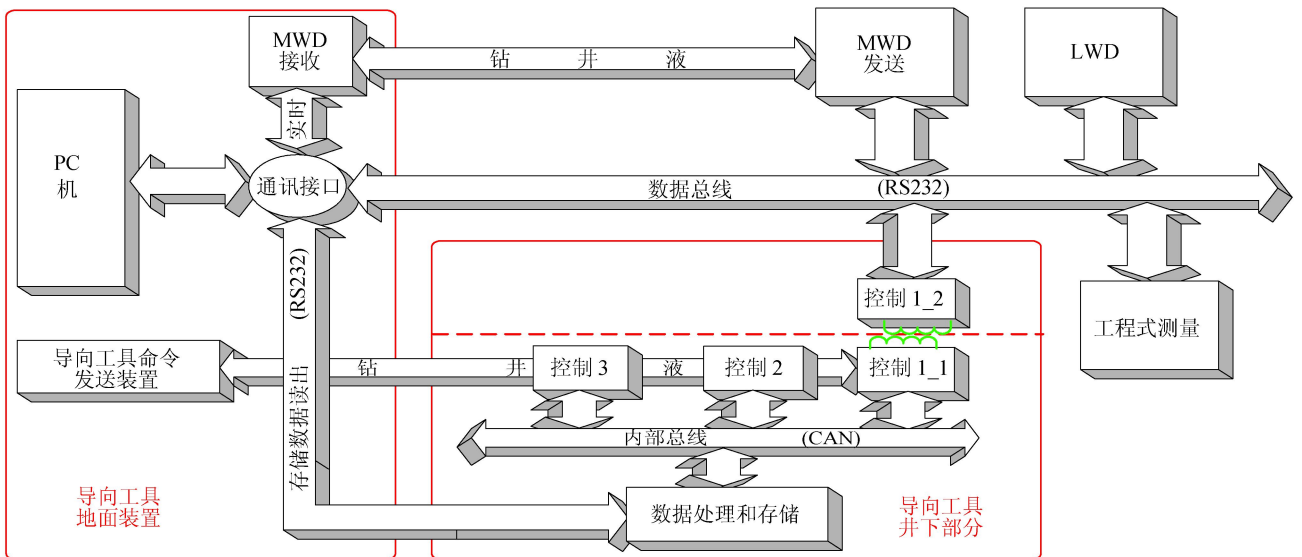 MWD
接收
钻 井 液
MWD
发送
LWD
实时
PC
机
通讯接口
数据总线 (RS232)
(RS232)
控制 1_2
工程式测量
导向工具命令
发送装置
钻 井 液
控制 3
控制 2
控制 1_1
存储数据读出
内部总线 (CAN)
导向工具
地面装置
数据处理和存储
导向工具
井下部分